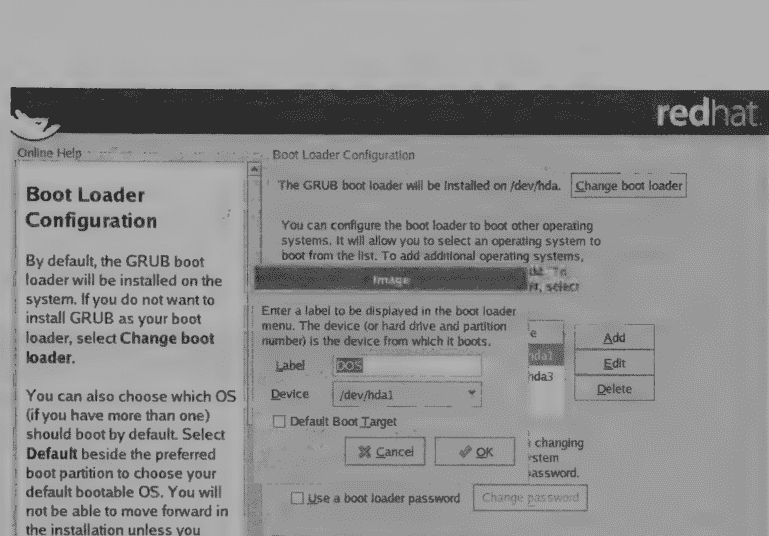 redhat
Online Help
Boot Loader
Configuration
By default, the GRUB boot
loader will be installed on the
system. If you do not want to
install GRUB as your boot
loader, select Change boot
loader.
You can also choose which OS
(if you have more than one)
should boot by default. Select
Default beside the preferred
boot partition to choose your
default bootable OS. You will
not be able to move forward in
the installation unless you
Boot Loader Configuration
The GRUB boot loader will be installed on /dev/hda.
Change boot loader
You can configure the boot loader to boot other operating
systems. It will allow you to select an operating system to
boot from the list. To add additional operating systems,
select
Image
Enter a label to be displayed in the boot loader
menu. The device (or hard drive and partition
number) is the device from which it boots.
Label DOS
Device /dev/hda1
Default Boot Target
Cancel OK
e
hda1
hda3
Add
Edit
Delete
changing
stem
assword.
Use a boot loader password
Change password